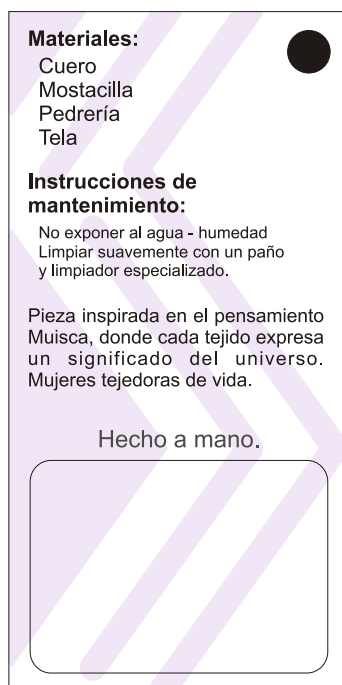 Materiales:
Cuero
Mostacilla
Pedrería
Tela
Instrucciones de
mantenimiento:
No exponer al agua - humedad
Limpiar suavemente con un paño
y limpiador especializado.
Pieza inspirada en el pensamiento
Muisca, donde cada tejido expresa
un significado del universo.
Mujeres tejedoras de vida.
Hecho a mano.